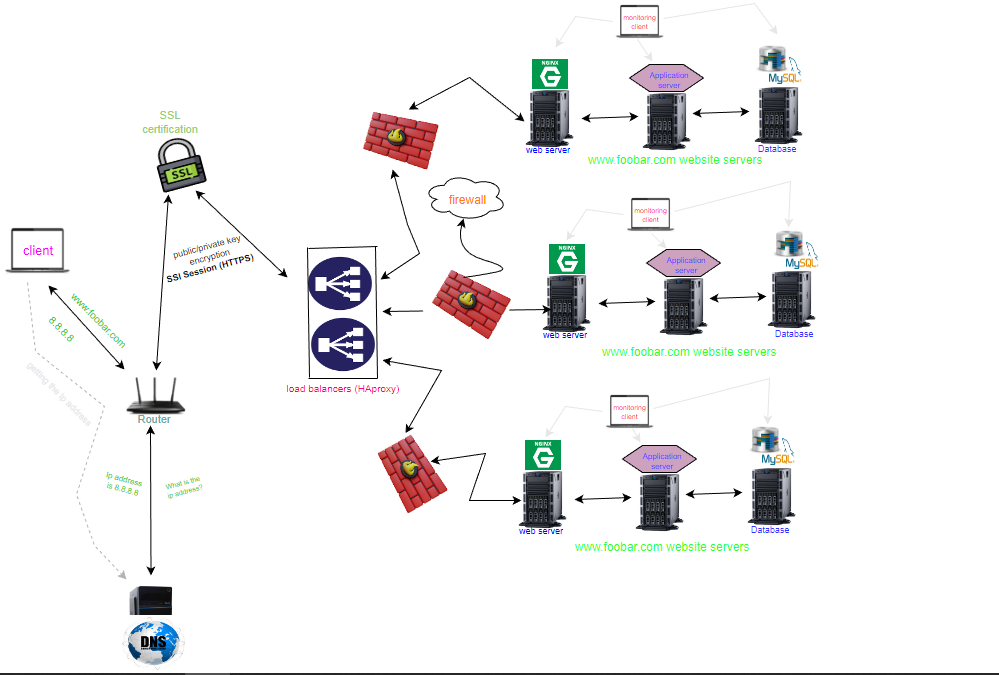 monitoring
client
NGINX
G
Application
server
MySQL
web server
Database
www.foobar.com website servers
SSL
certification
SSL
firewall
client
public/private key
encryption
SSl Session (HTTPS)
www.foobar.com
8.8.8.8
getting the ip address
load balancers (HAproxy)
Router
Ip address
is 8.8.8.8
What is the
ip address?
DNS
monitoring
client
NGINX
G
Application
server
MySQL
web server
Database
www.foobar.com website servers
monitoring
client
NGINX
G
Application
server
MySQL
web server
Database
www.foobar.com website servers